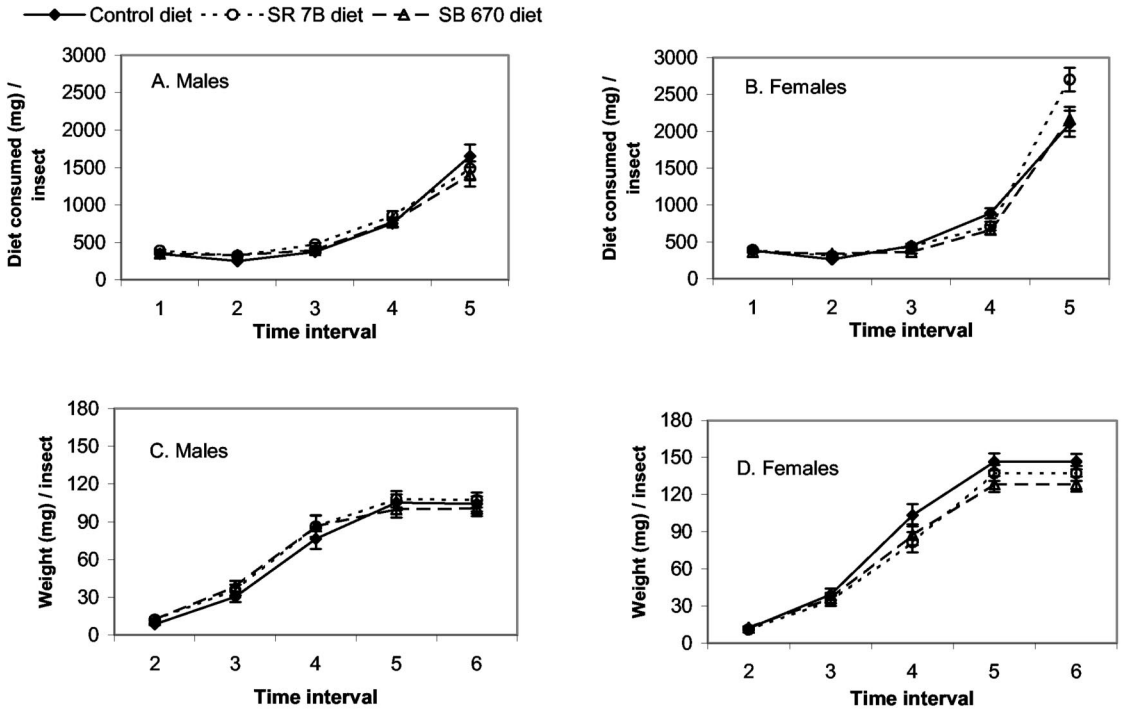 Control diet SR 7B diet SB 670 diet
A. Males
Diet consumed (mg) /
insect
3000
2500
2000
1500
1000
500
0
1 2 3 4 5
Time interval
B. Females
Diet consumed (mg) /
insect
3000
2500
2000
1500
1000
500
0
1 2 3 4 5
Time interval
C. Males
Weight (mg) / insect
180
150
120
90
60
30
0
2 3 4 5 6
Time interval
D. Females
Weight (mg) / insect
180
150
120
90
60
30
0
2 3 4 5 6
Time interval